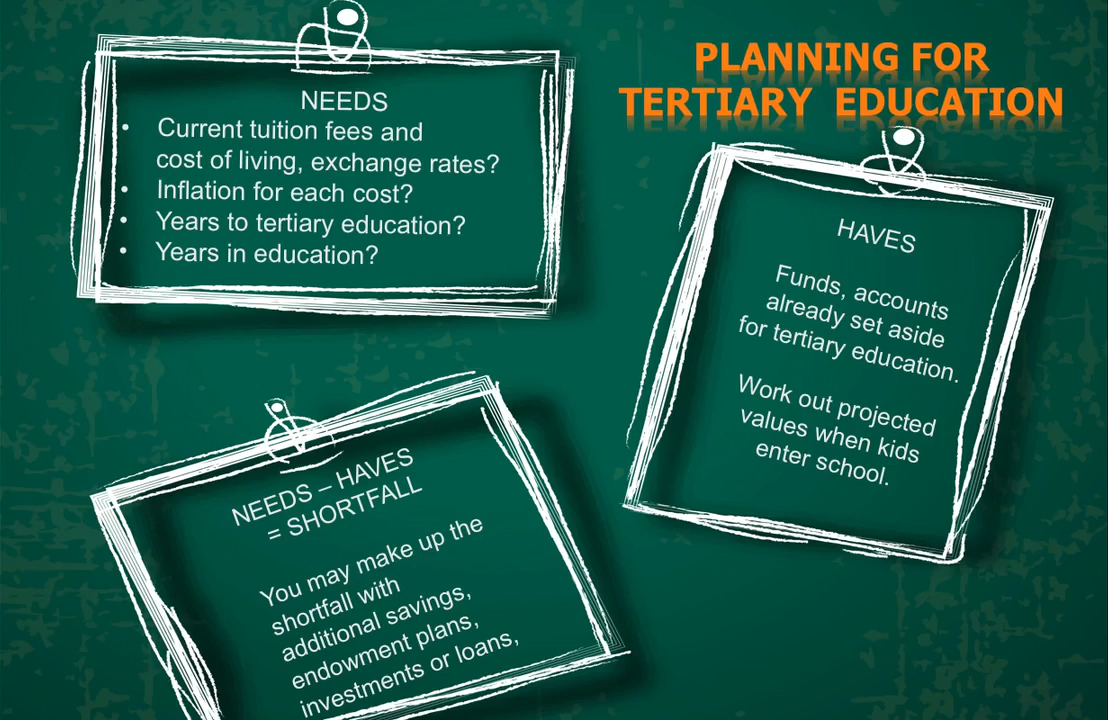 PLANNING FOR
TERTIARY EDUCATION
NEEDS
• Current tuition fees and
cost of living, exchange rates?
• Inflation for each cost?
• Years to tertiary education?
• Years in education?
HAVES
Funds, accounts
already set aside
for tertiary education.
Work out projected
values when kids
enter school.
NEEDS – HAVES
= SHORTFALL
You may make up the
shortfall with
additional savings,
endowment plans,
investments or loans,